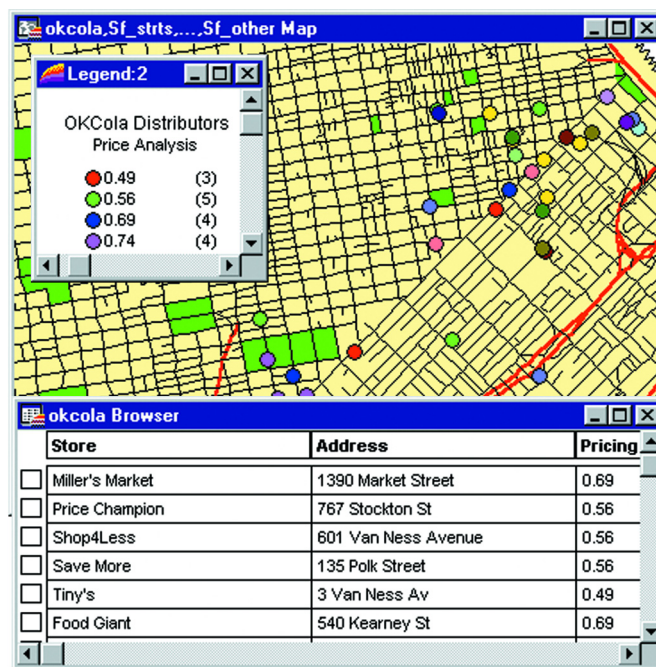 okcola,Sf_strts,...,Sf_other Map
Legend:2
OKCola Distributors
Price Analysis
0.49 (3)
0.56 (5)
0.69 (4)
0.74 (4)
okcola Browser
Store Address Pricing
Miller's Market 1390 Market Street 0.69
Price Champion 767 Stockton St 0.56
Shop4Less 601 Van Ness Avenue 0.56
Save More 135 Polk Street 0.56
Tiny's 3 Van Ness Av 0.49
Food Giant 540 Kearney St 0.69